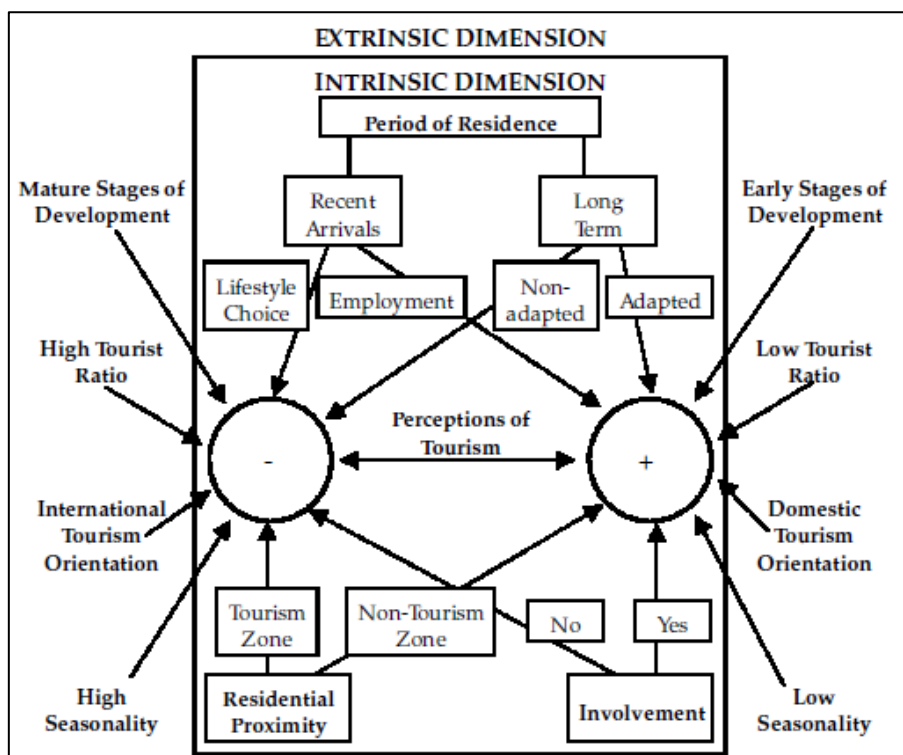 EXTRINSIC DIMENSION
INTRINSIC DIMENSION
Period of Residence
Mature Stages of
Development
Recent
Arrivals
Long
Term
Early Stages of
Development
Lifestyle
Choice
Employment
Non-
adapted
Adapted
High Tourist
Ratio
Low Tourist
Ratio
Perceptions of
Tourism
-
+
International
Tourism
Orientation
Domestic
Tourism
Orientation
Tourism
Zone
Non-Tourism
Zone
No
Yes
High
Seasonality
Residential
Proximity
Involvement
Low
Seasonality